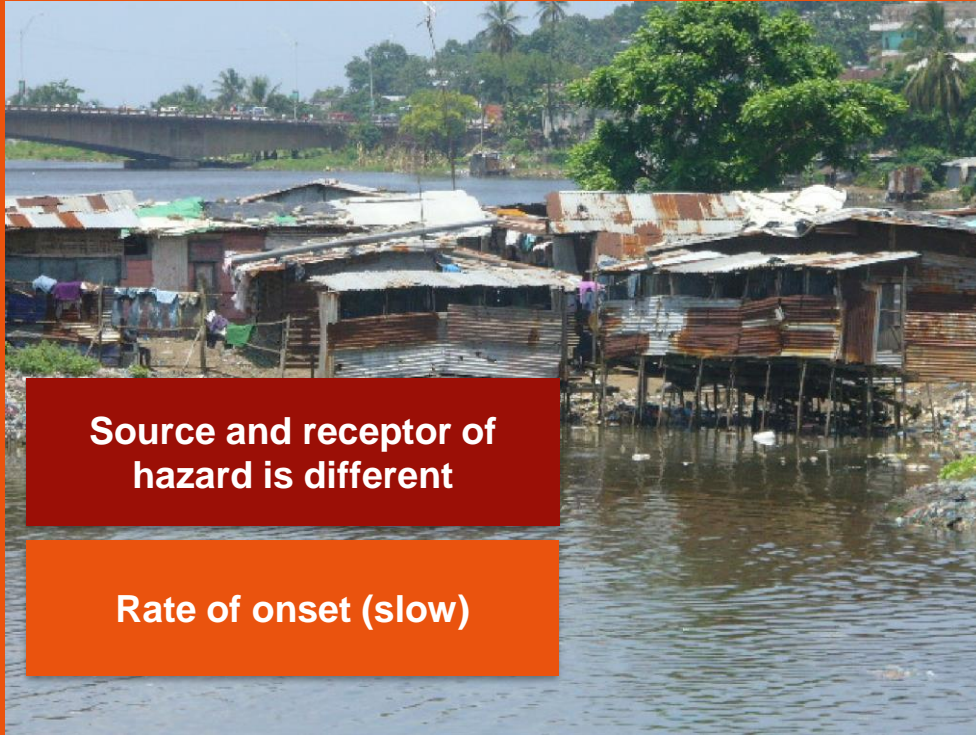 Source and receptor of
hazard is different
Rate of onset (slow)